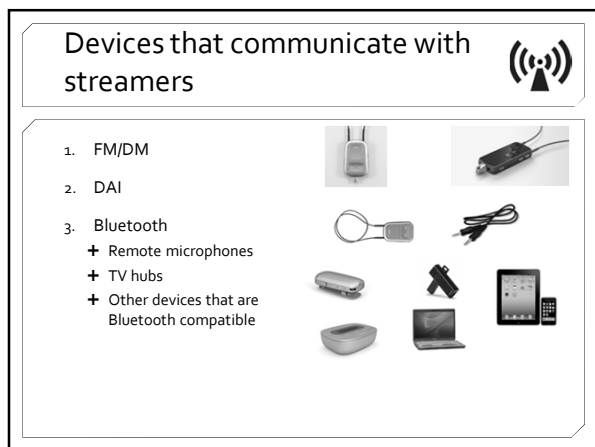 Devices that communicate with
streamers
1. FM/DM
2. DAI
3. Bluetooth
+ Remote microphones
+ TV hubs
+ Other devices that are
Bluetooth compatible